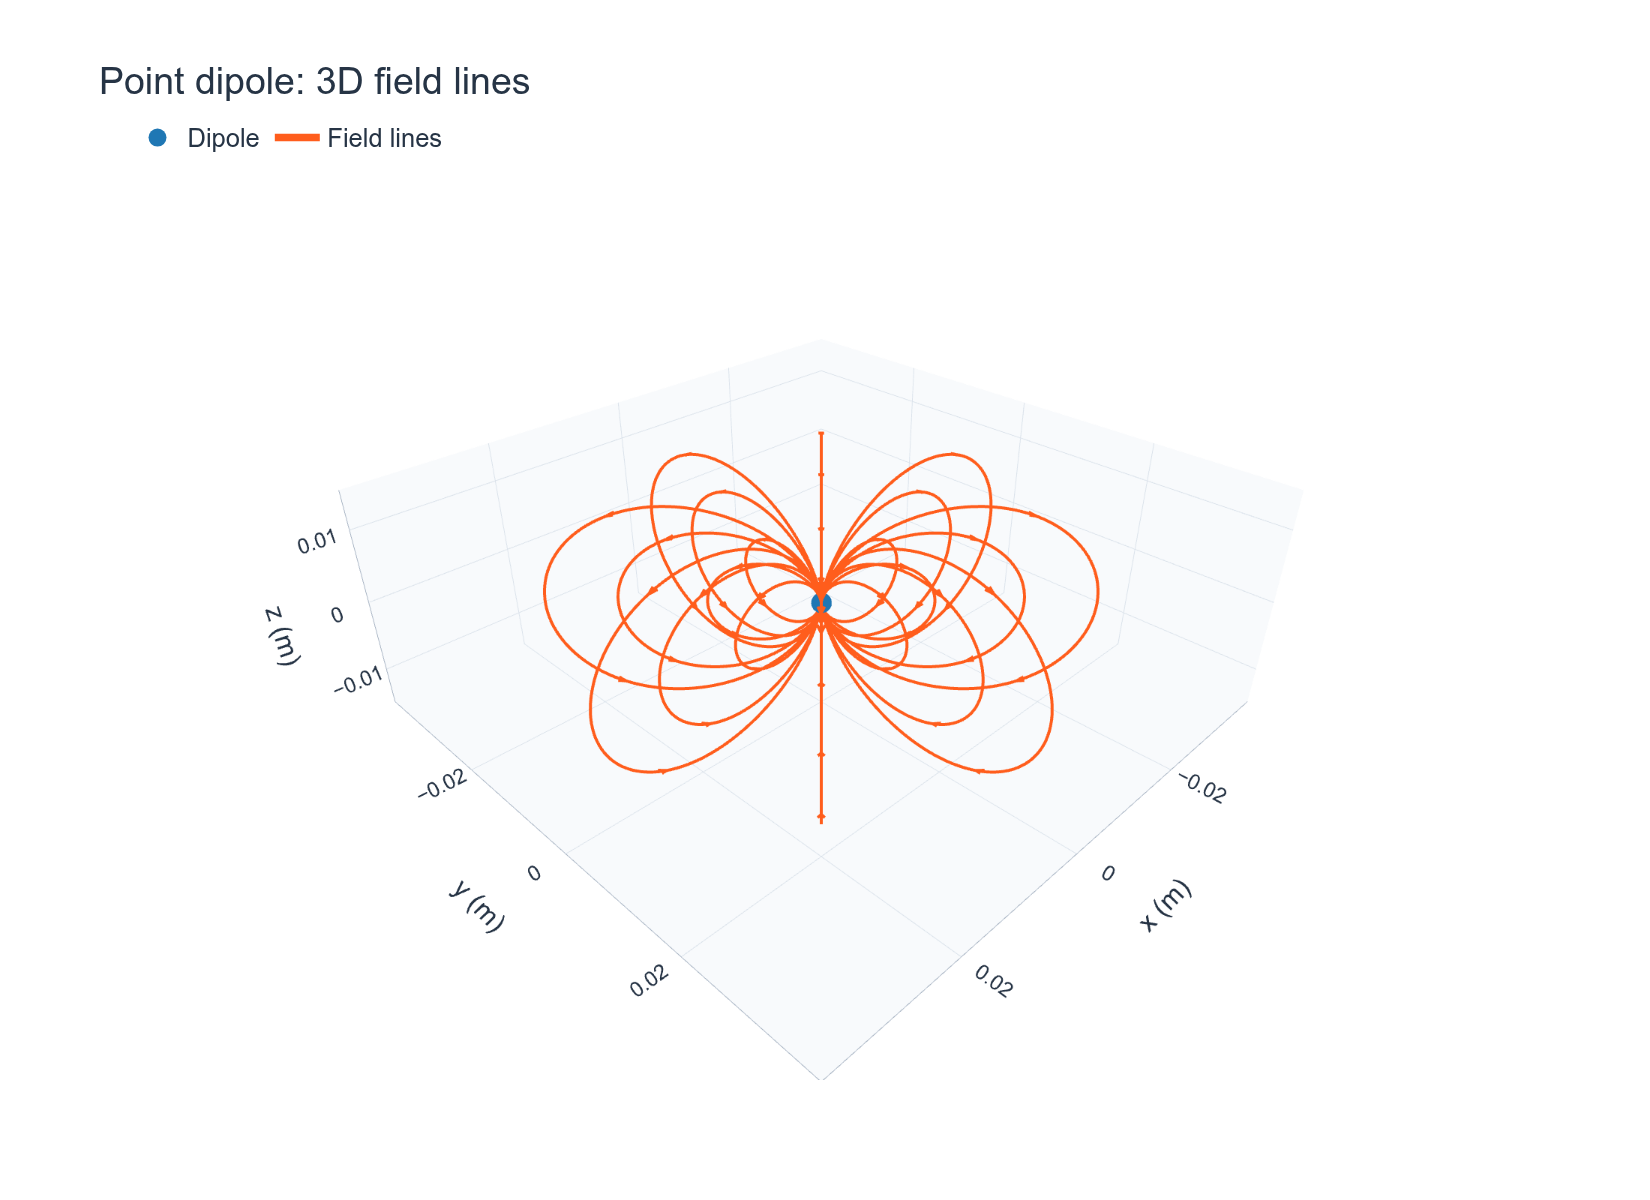 Point dipole: 3D field lines
Dipole
Field lines
0.01
0
−0.01
z (m)
−0.02
0
0.02
y (m)
−0.02
0
0.02
x (m)